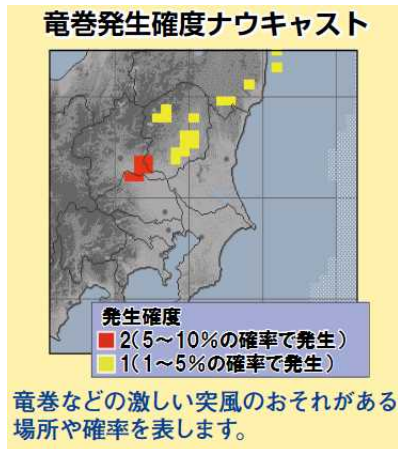 竜巻発生確度ナウキャスト
発生確度
2(5～10%の確率で発生)
1(1～5%の確率で発生)
竜巻などの激しい突風のおそれがある
場所や確率を表します。